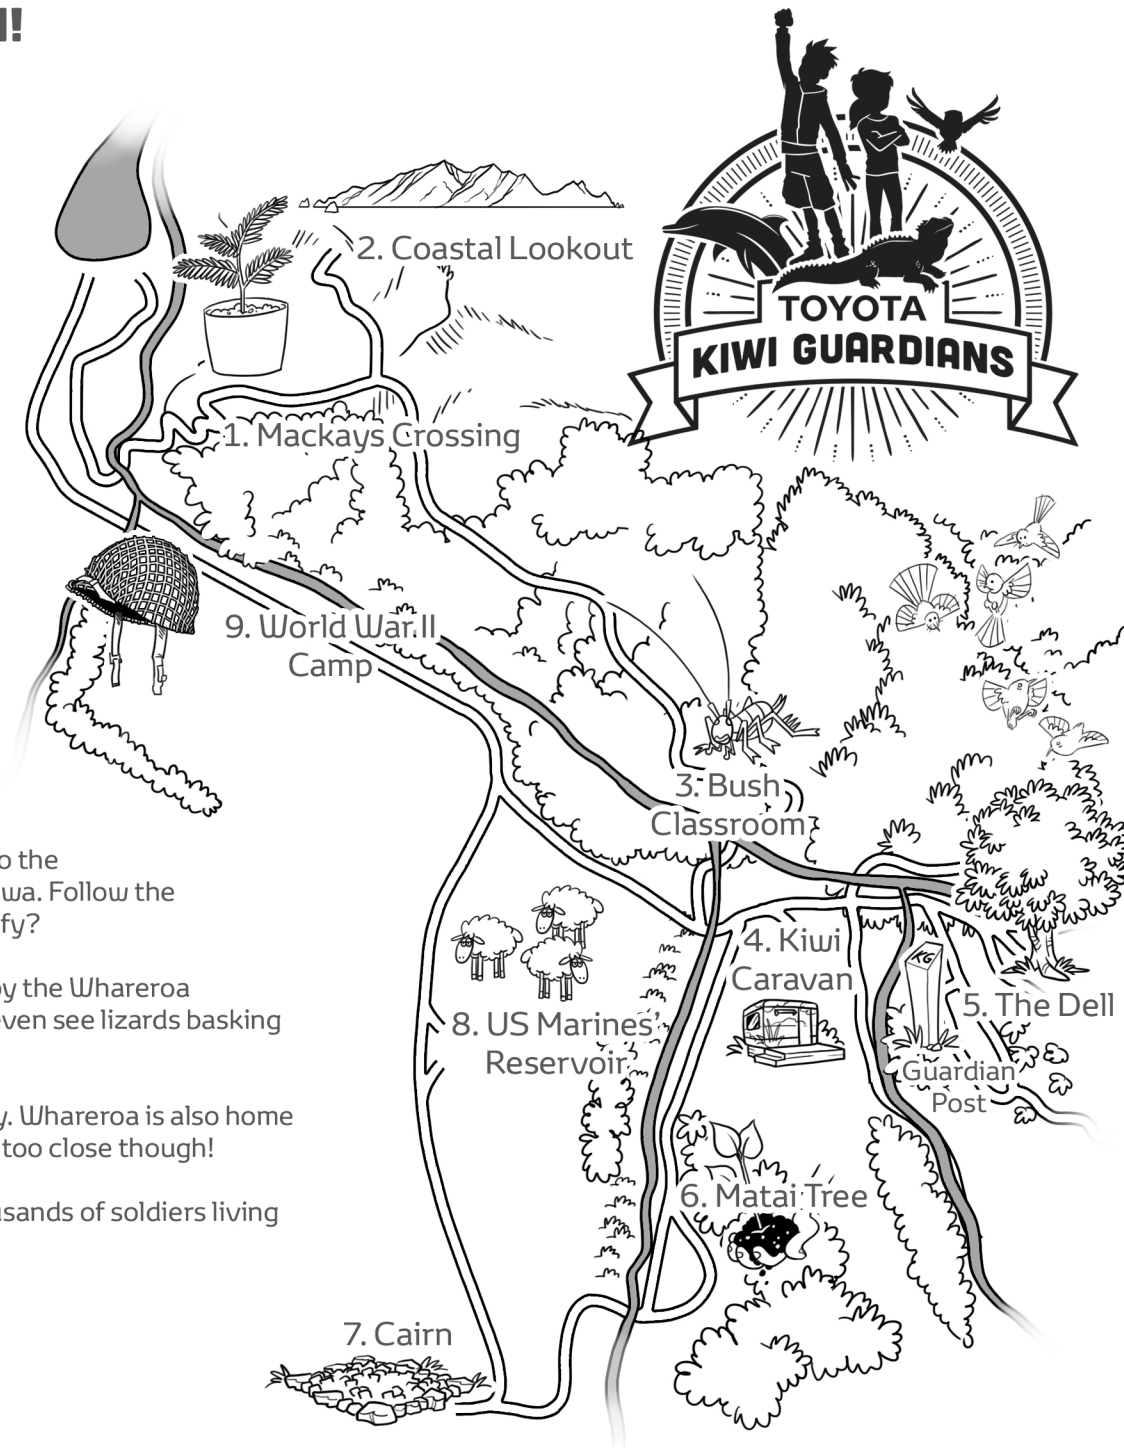 !
TOYOTA
KIWI GUARDIANS
2. Coastal Lookout
1. Mackays Crossing
9. World War II
Camp
3. Bush
Classroom
4. Kiwi
Caravan
KG
5. The Dell
Guardian
Post
8. US Marines'
Reservoir
6. Matai Tree
7. Cairn
o the
wa. Follow the
fy?
by the Whareroa
even see lizards basking
y. Whareroa is also home
too close though!
usands of soldiers living